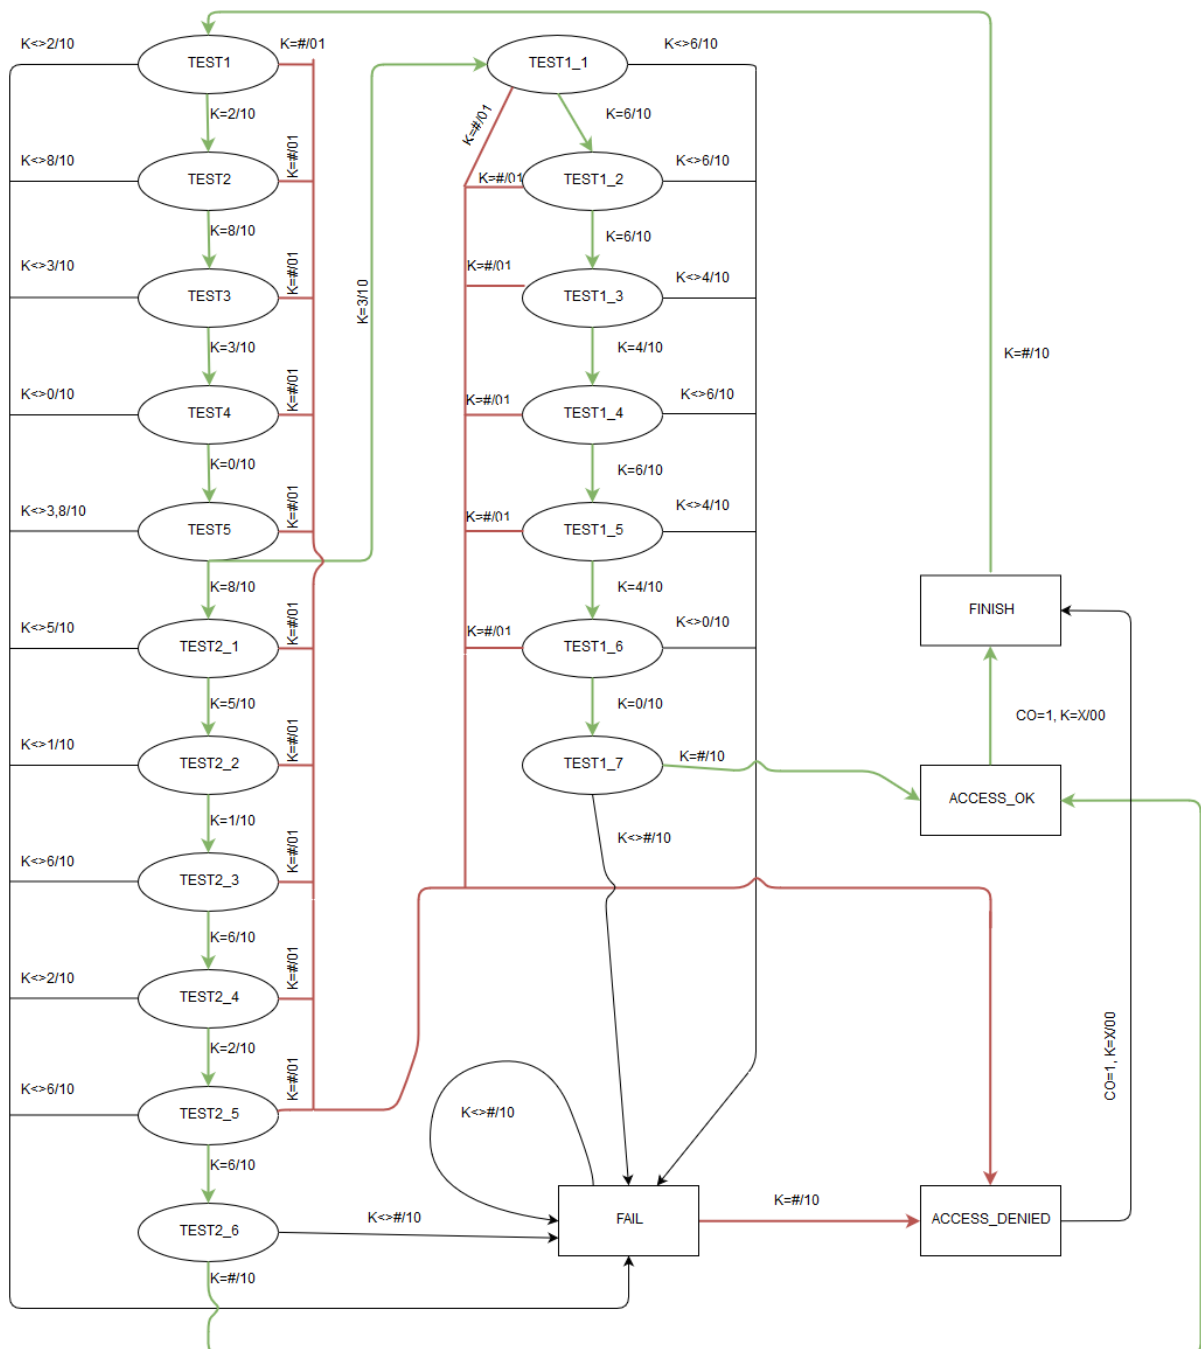 K<>2/10
TEST1
K=#/01
TEST1_1
K<>6/10
K=2/10
K=#/01
K=6/10
K<>8/10
TEST2
K=#/01
K=#/01
TEST1_2
K<>6/10
K=8/10
K=6/10
K<>3/10
TEST3
K=#/01
K=3/10
K=#/01
TEST1_3
K<>4/10
K=3/10
K=4/10
K=#/10
K<>0/10
TEST4
K=#/01
K=#/01
TEST1_4
K<>6/10
K=0/10
K=6/10
K<>3,8/10
TEST5
K=#/01
K=#/01
TEST1_5
K<>4/10
K=8/10
K=4/10
FINISH
K<>5/10
TEST2_1
K=#/01
K=#/01
TEST1_6
K<>0/10
K=5/10
K=0/10
CO=1, K=X/00
K<>1/10
TEST2_2
K=#/01
TEST1_7
K=#/10
ACCESS_OK
K=1/10
K<>#/10
K<>6/10
TEST2_3
K=#/01
K=6/10
K<>2/10
TEST2_4
K=#/01
K=2/10
CO=1, K=X/00
K<>6/10
TEST2_5
K=#/01
K<>#/10
K=6/10
TEST2_6
K<>#/10
FAIL
K=#/10
ACCESS_DENIED
K=#/10